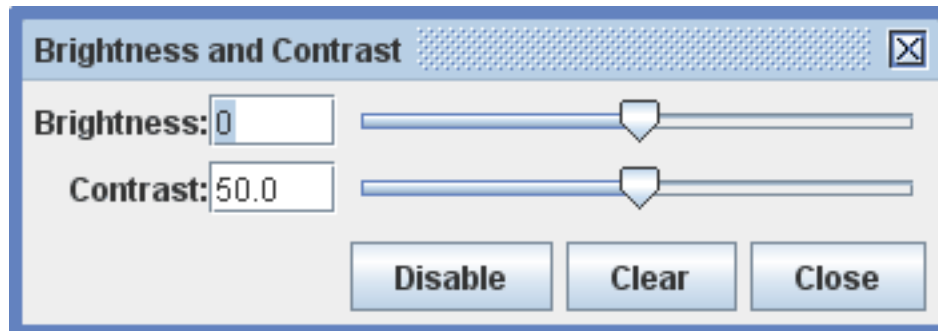 Brightness and Contrast
Brightness: 0
Contrast: 50.0
Disable Clear Close